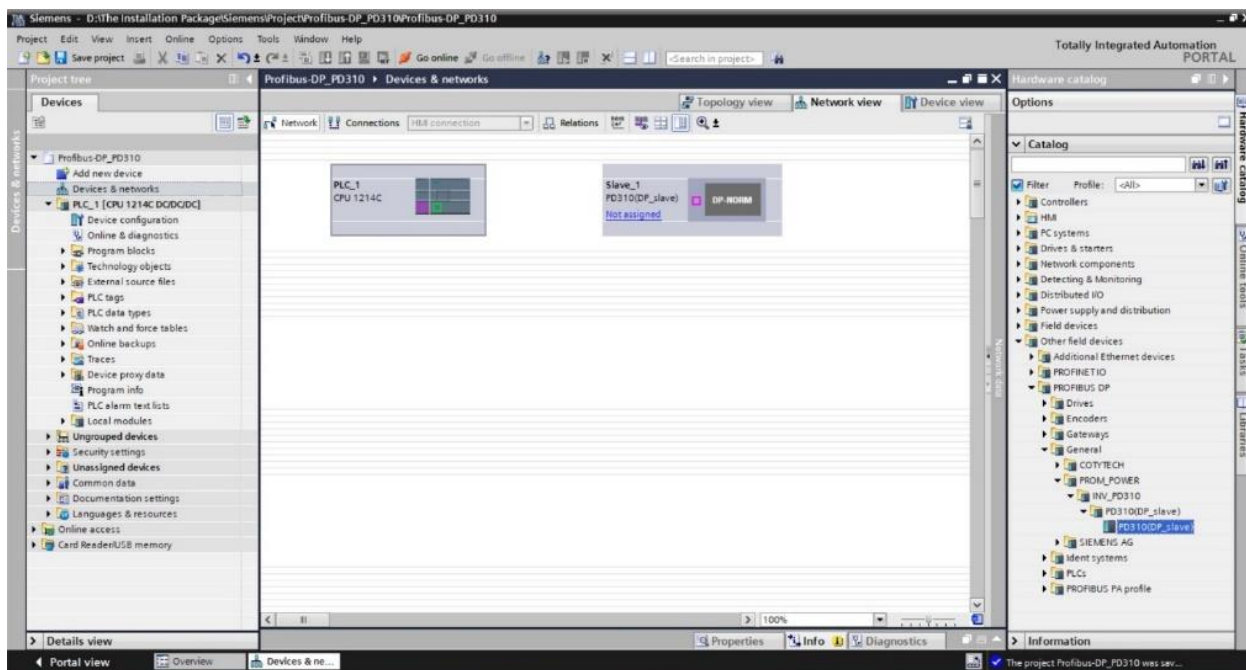 Siemens - D:\The Installation Package\Siemens\Project\Profibus-DP_PD310\Profibus-DP_PD310
Project Edit View Insert Online Options Tools Window Help
Totally Integrated Automation
PORTAL
Save project
Go online
Go offline
<Search in project>
Project tree
Devices
Devices & networks
Profibus-DP_PD310
Add new device
Devices & networks
PLC_1 [CPU 1214C DC/DC/DC]
Device configuration
Online & diagnostics
Program blocks
Technology objects
External source files
PLC tags
PLC data types
Watch and force tables
Online backups
Traces
Device proxy data
Program info
PLC alarm text lists
Local modules
Ungrouped devices
Security settings
Unassigned devices
Common data
Documentation settings
Languages & resources
Online access
Card Reader/USB memory
Details view
Profibus-DP_PD310 Devices & networks
Topology view
Network view
Device view
Network
Connections
HMI connection
Relations
PLC_1
CPU 1214C
Slave_1
PD310(DP_slave)
Not assigned
DP-NORM
Network data
100%
Properties
Info
Diagnostics
Hardware catalog
Options
Catalog
Filter
Profile:
<All>
Controllers
HMI
PC systems
Drives & starters
Network components
Detecting & Monitoring
Distributed I/O
Power supply and distribution
Field devices
Other field devices
Additional Ethernet devices
PROFINET IO
PROFIBUS DP
Drives
Encoders
Gateways
General
COTYTECH
PROM_POWER
INV_PD310
PD310(DP_slave)
PD310(DP_slave)
SIEMENS AG
Ident systems
PLCs
PROFIBUS PA profile
Information
Hardware catalog
Online tools
Tasks
Libraries
Portal view
Overview
Devices & ne...
The project Profibus-DP_PD310 was sav...